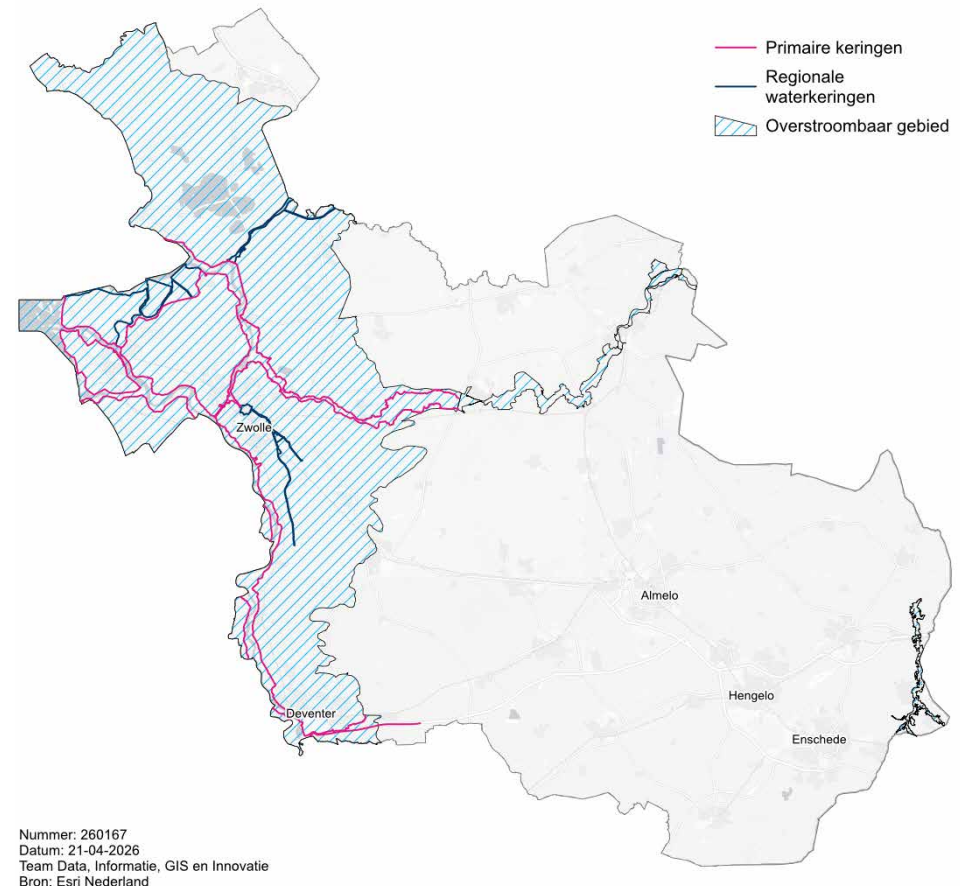 Primaire keringen
Regionale
waterkeringen
Overstroombaar gebied
Zwolle
Almelo
Hengelo
Deventer
Enschede
Nummer: 260167
Datum: 21-04-2026
Team Data, Informatie, GIS en Innovatie
Bron: Esri Nederland